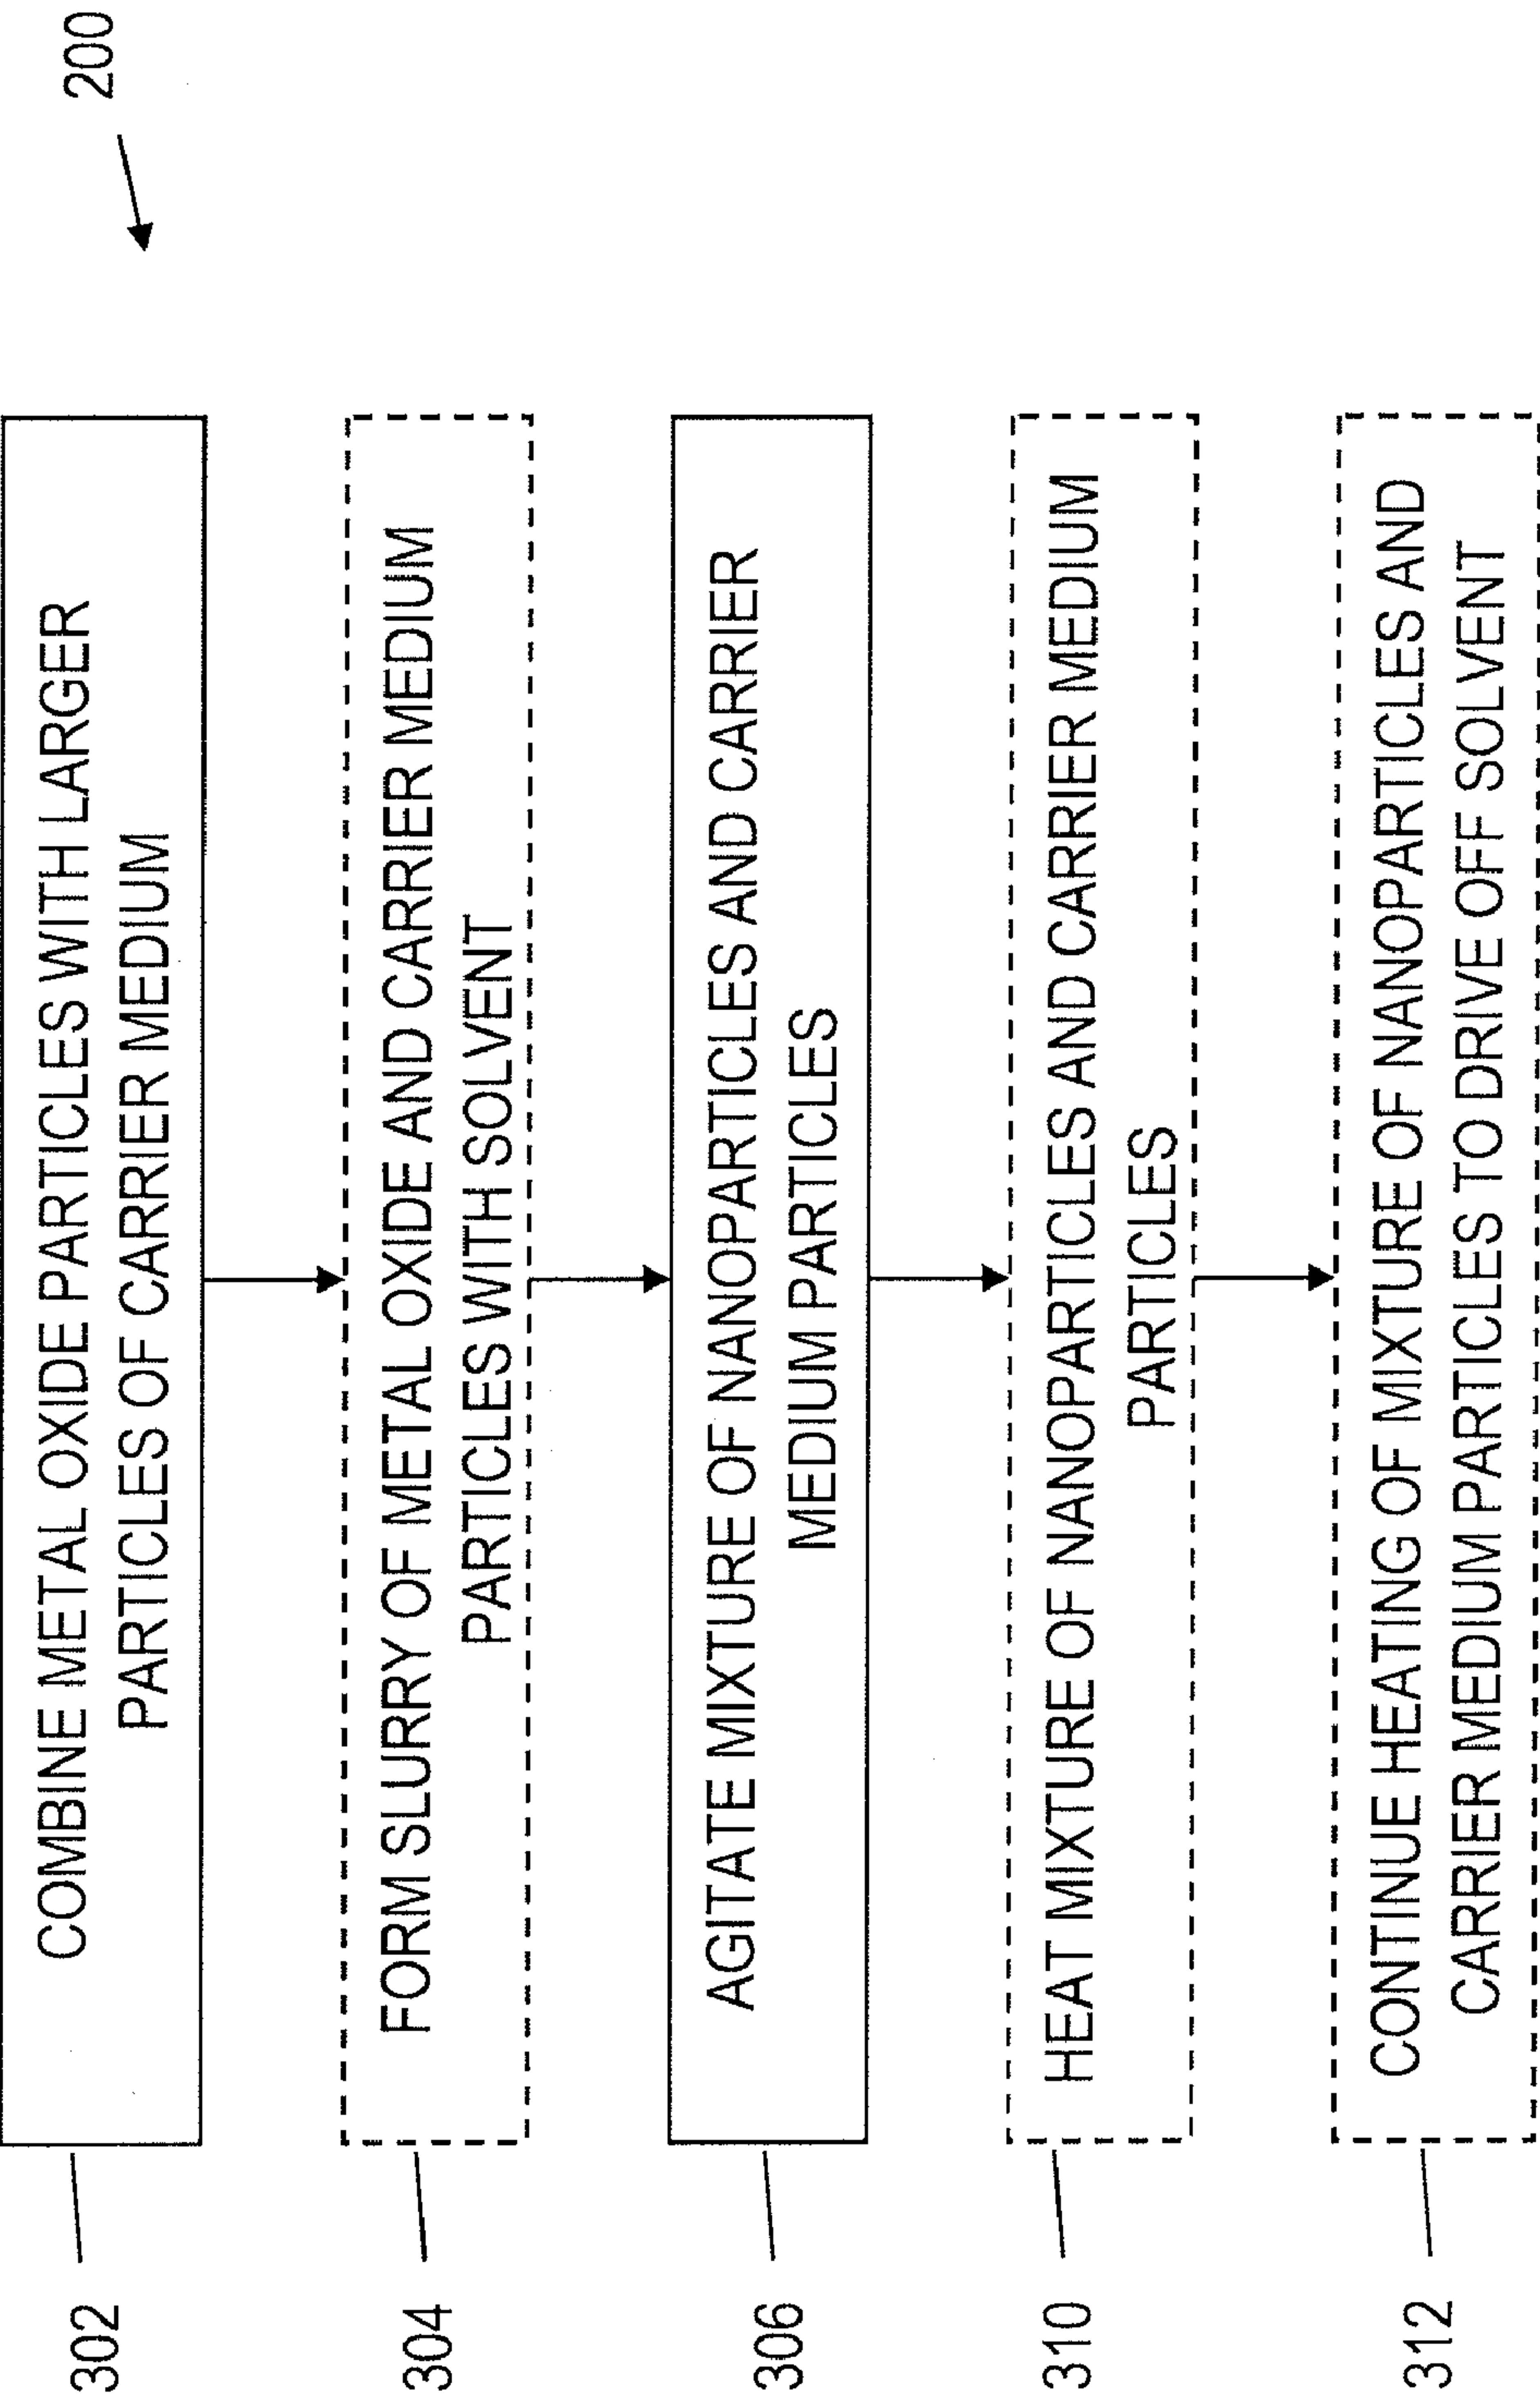 200
302
COMBINE METAL OXIDE PARTICLES WITH LARGER
PARTICLES OF CARRIER MEDIUM
304
FORM SLURRY OF METAL OXIDE AND CARRIER MEDIUM
PARTICLES WITH SOLVENT
306
AGITATE MIXTURE OF NANOPARTICLES AND CARRIER
MEDIUM PARTICLES
310
HEAT MIXTURE OF NANOPARTICLES AND CARRIER MEDIUM
PARTICLES
312
CONTINUE HEATING OF MIXTURE OF NANOPARTICLES AND
CARRIER MEDIUM PARTICLES TO DRIVE OFF SOLVENT